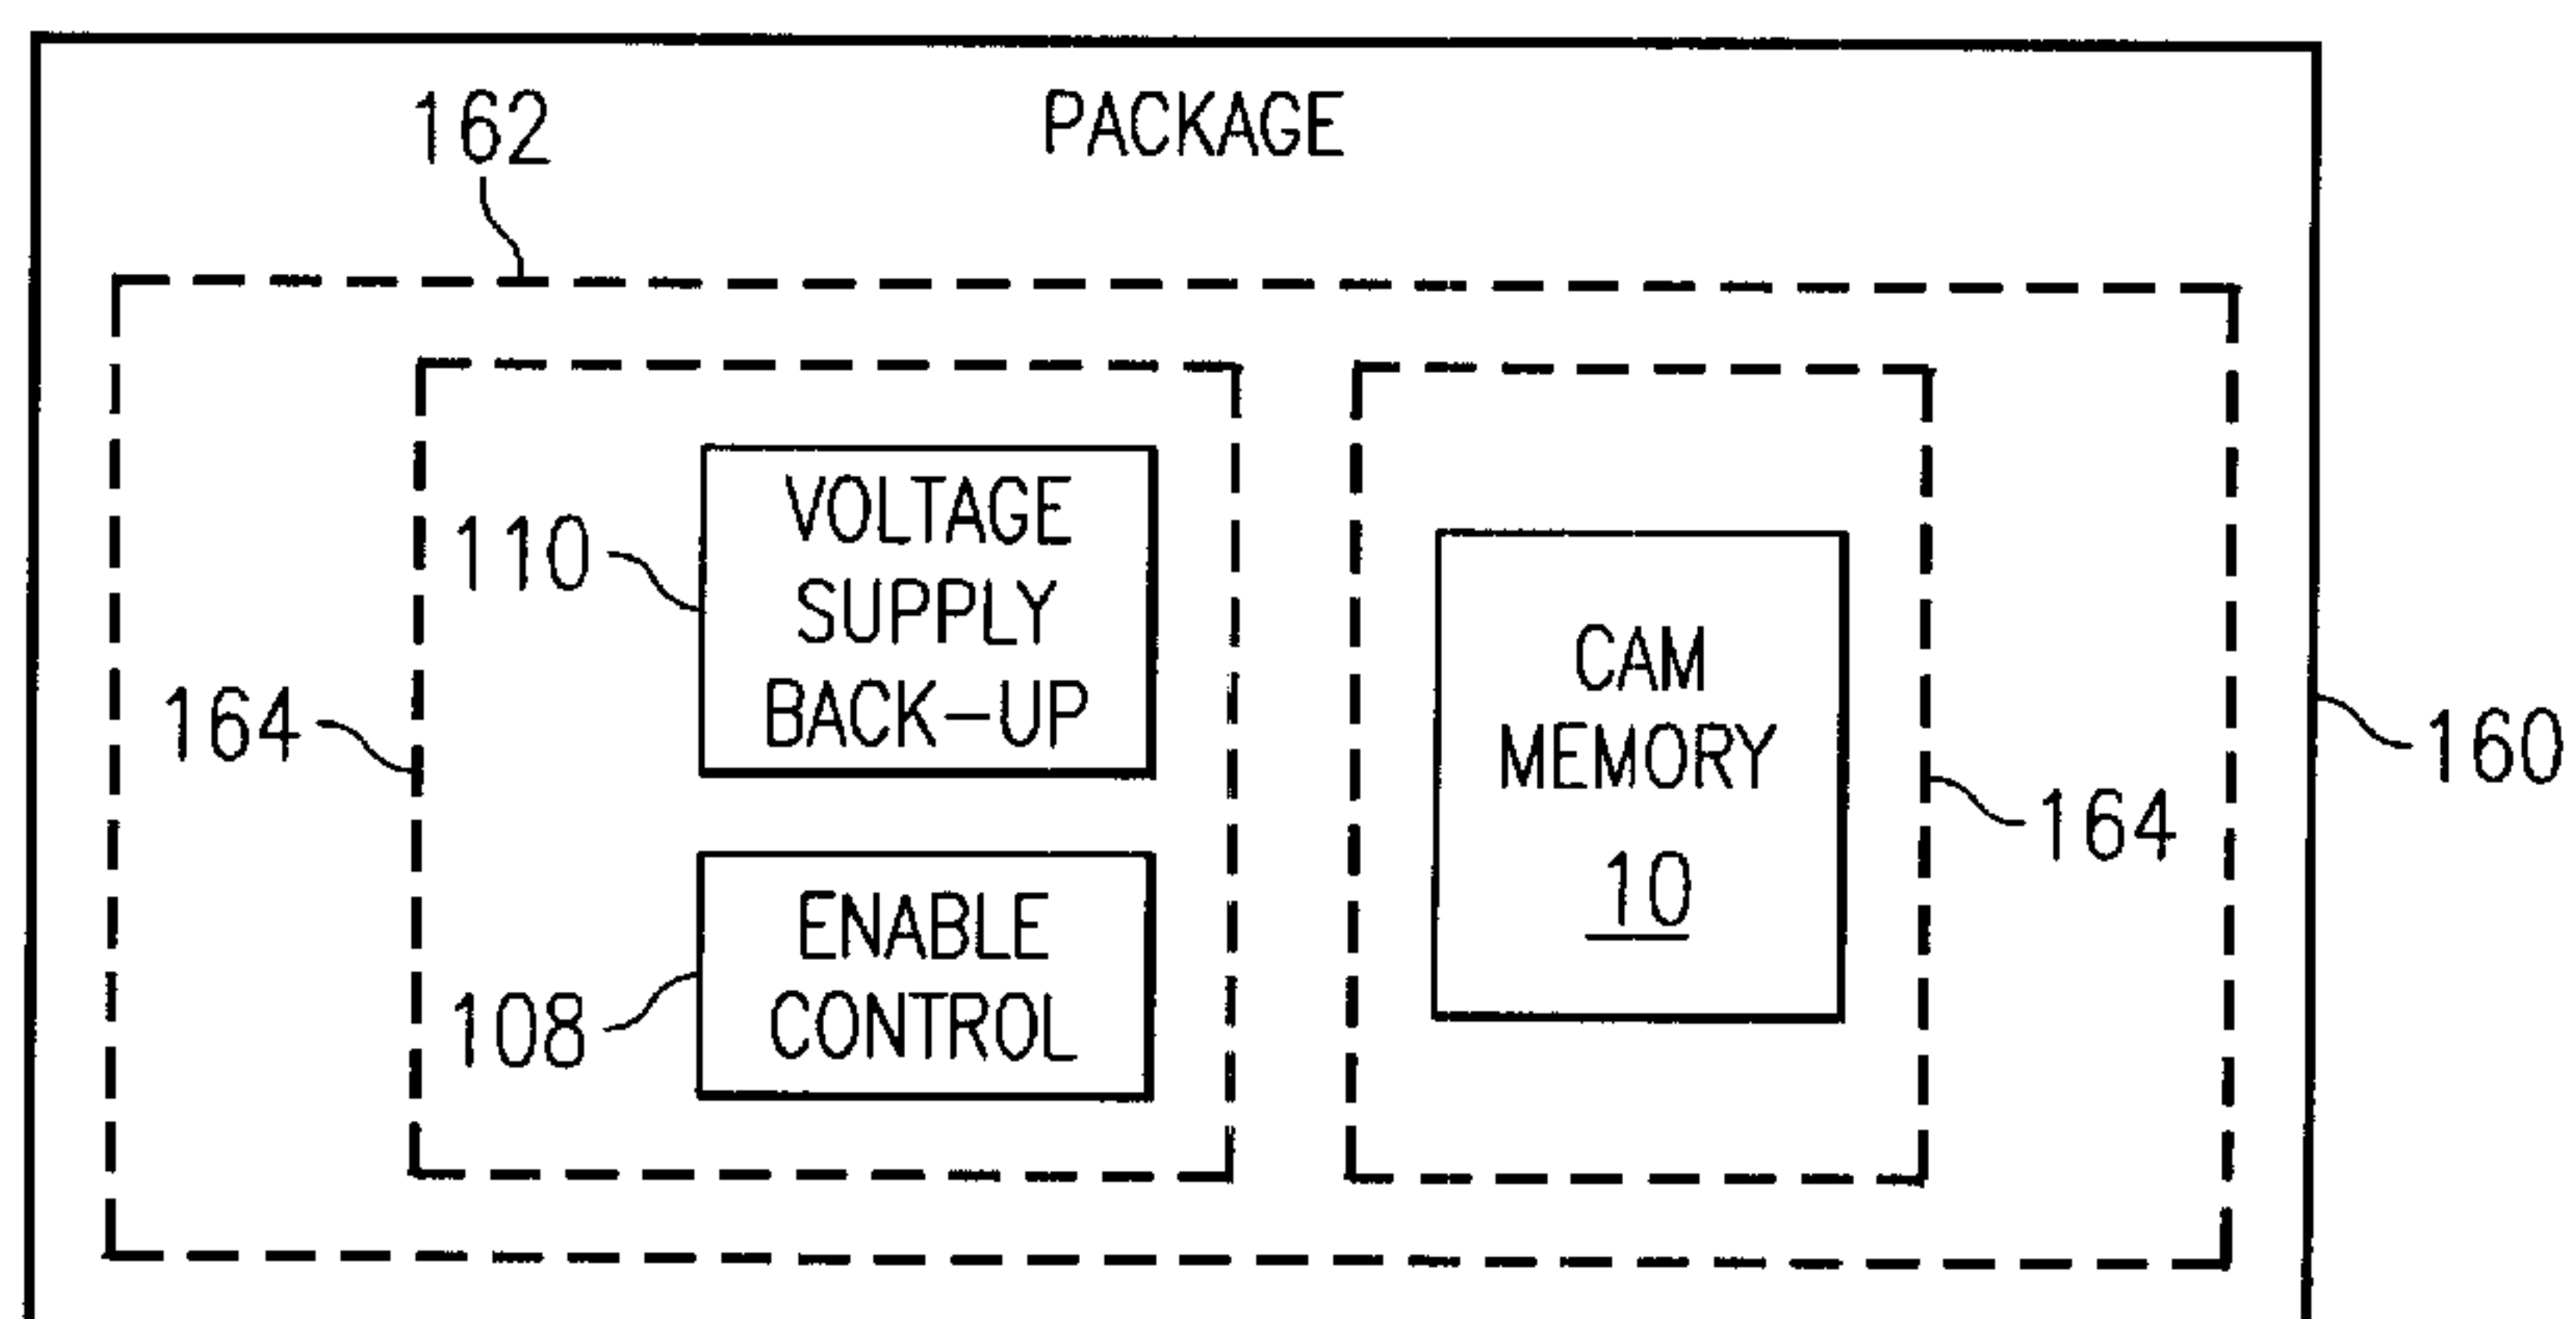 PACKAGE
162
110
VOLTAGE
SUPPLY
BACK-UP
164
108
ENABLE
CONTROL
CAM
MEMORY
10
164
160